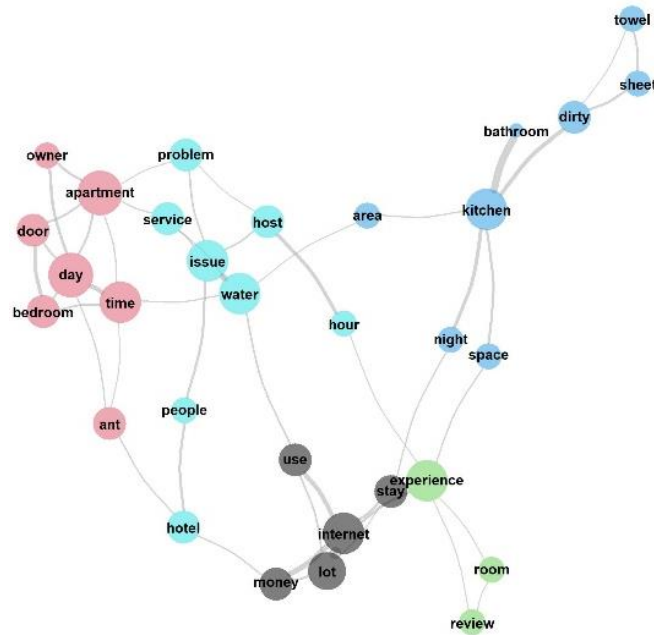 towel
sheet
dirty
bathroom
owner
problem
apartment
service
host
area
kitchen
door
issue
day
water
bedroom
time
hour
night
space
people
ant
use
experience
stay
hotel
internet
lot
money
room
review